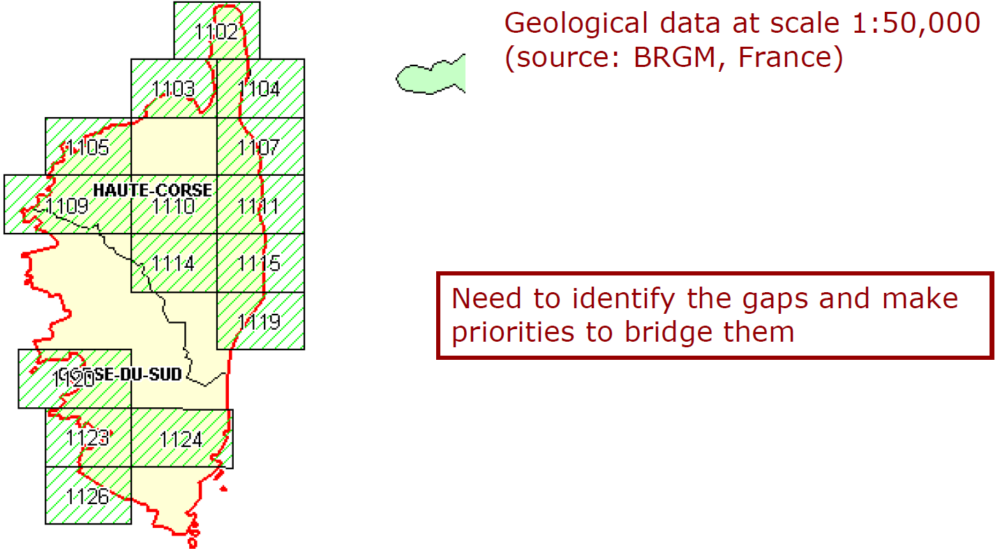 Geological data at scale 1:50,000
(source: BRGM, France)
1102
1103
1104
1105
1107
HAUTE-CORSE
1109
1110
1111
1114
1115
1119
CORSE-DU-SUD
1120
1123
1124
1126
Need to identify the gaps and make
priorities to bridge them